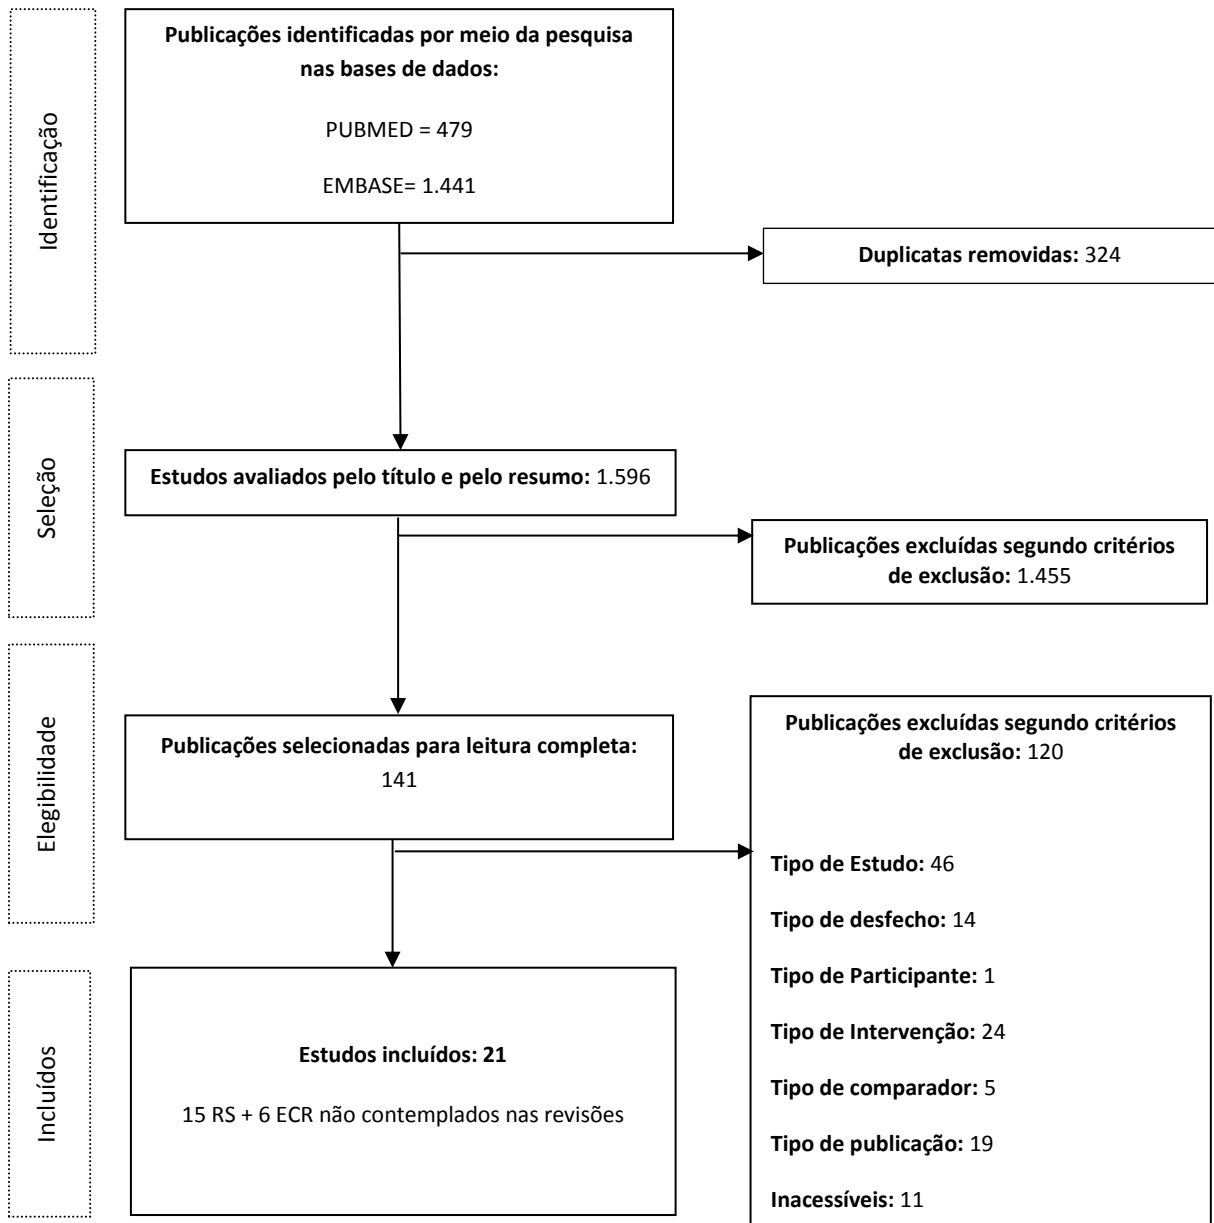 Identificação
Publicações identificadas por meio da pesquisa
nas bases de dados:
PUBMED = 479
EMBASE= 1.441
Duplicatas removidas: 324
Seleção
Estudos avaliados pelo título e pelo resumo: 1.596
Publicações excluídas segundo critérios
de exclusão: 1.455
Elegibilidade
Publicações selecionadas para leitura completa:
141
Publicações excluídas segundo critérios
de exclusão: 120
Tipo de Estudo: 46
Tipo de desfecho: 14
Tipo de Participante: 1
Tipo de Intervenção: 24
Tipo de comparador: 5
Tipo de publicação: 19
Inacessíveis: 11
Incluídos
Estudos incluídos: 21
15 RS + 6 ECR não contemplados nas revisões